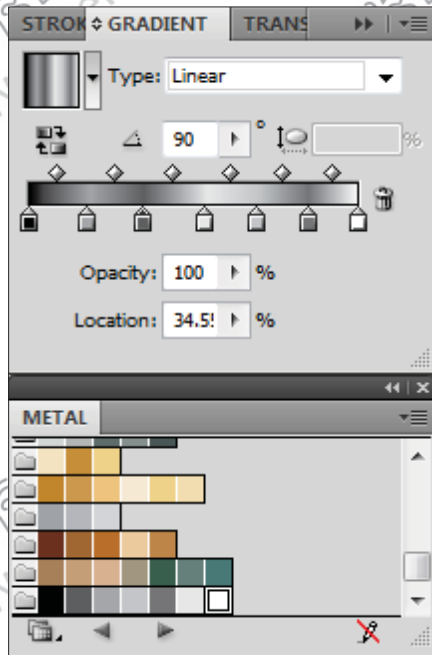 STROK GRADIENT TRANS
Type: Linear
90 ° %
Opacity: 100 %
Location: 34.5 %
METAL